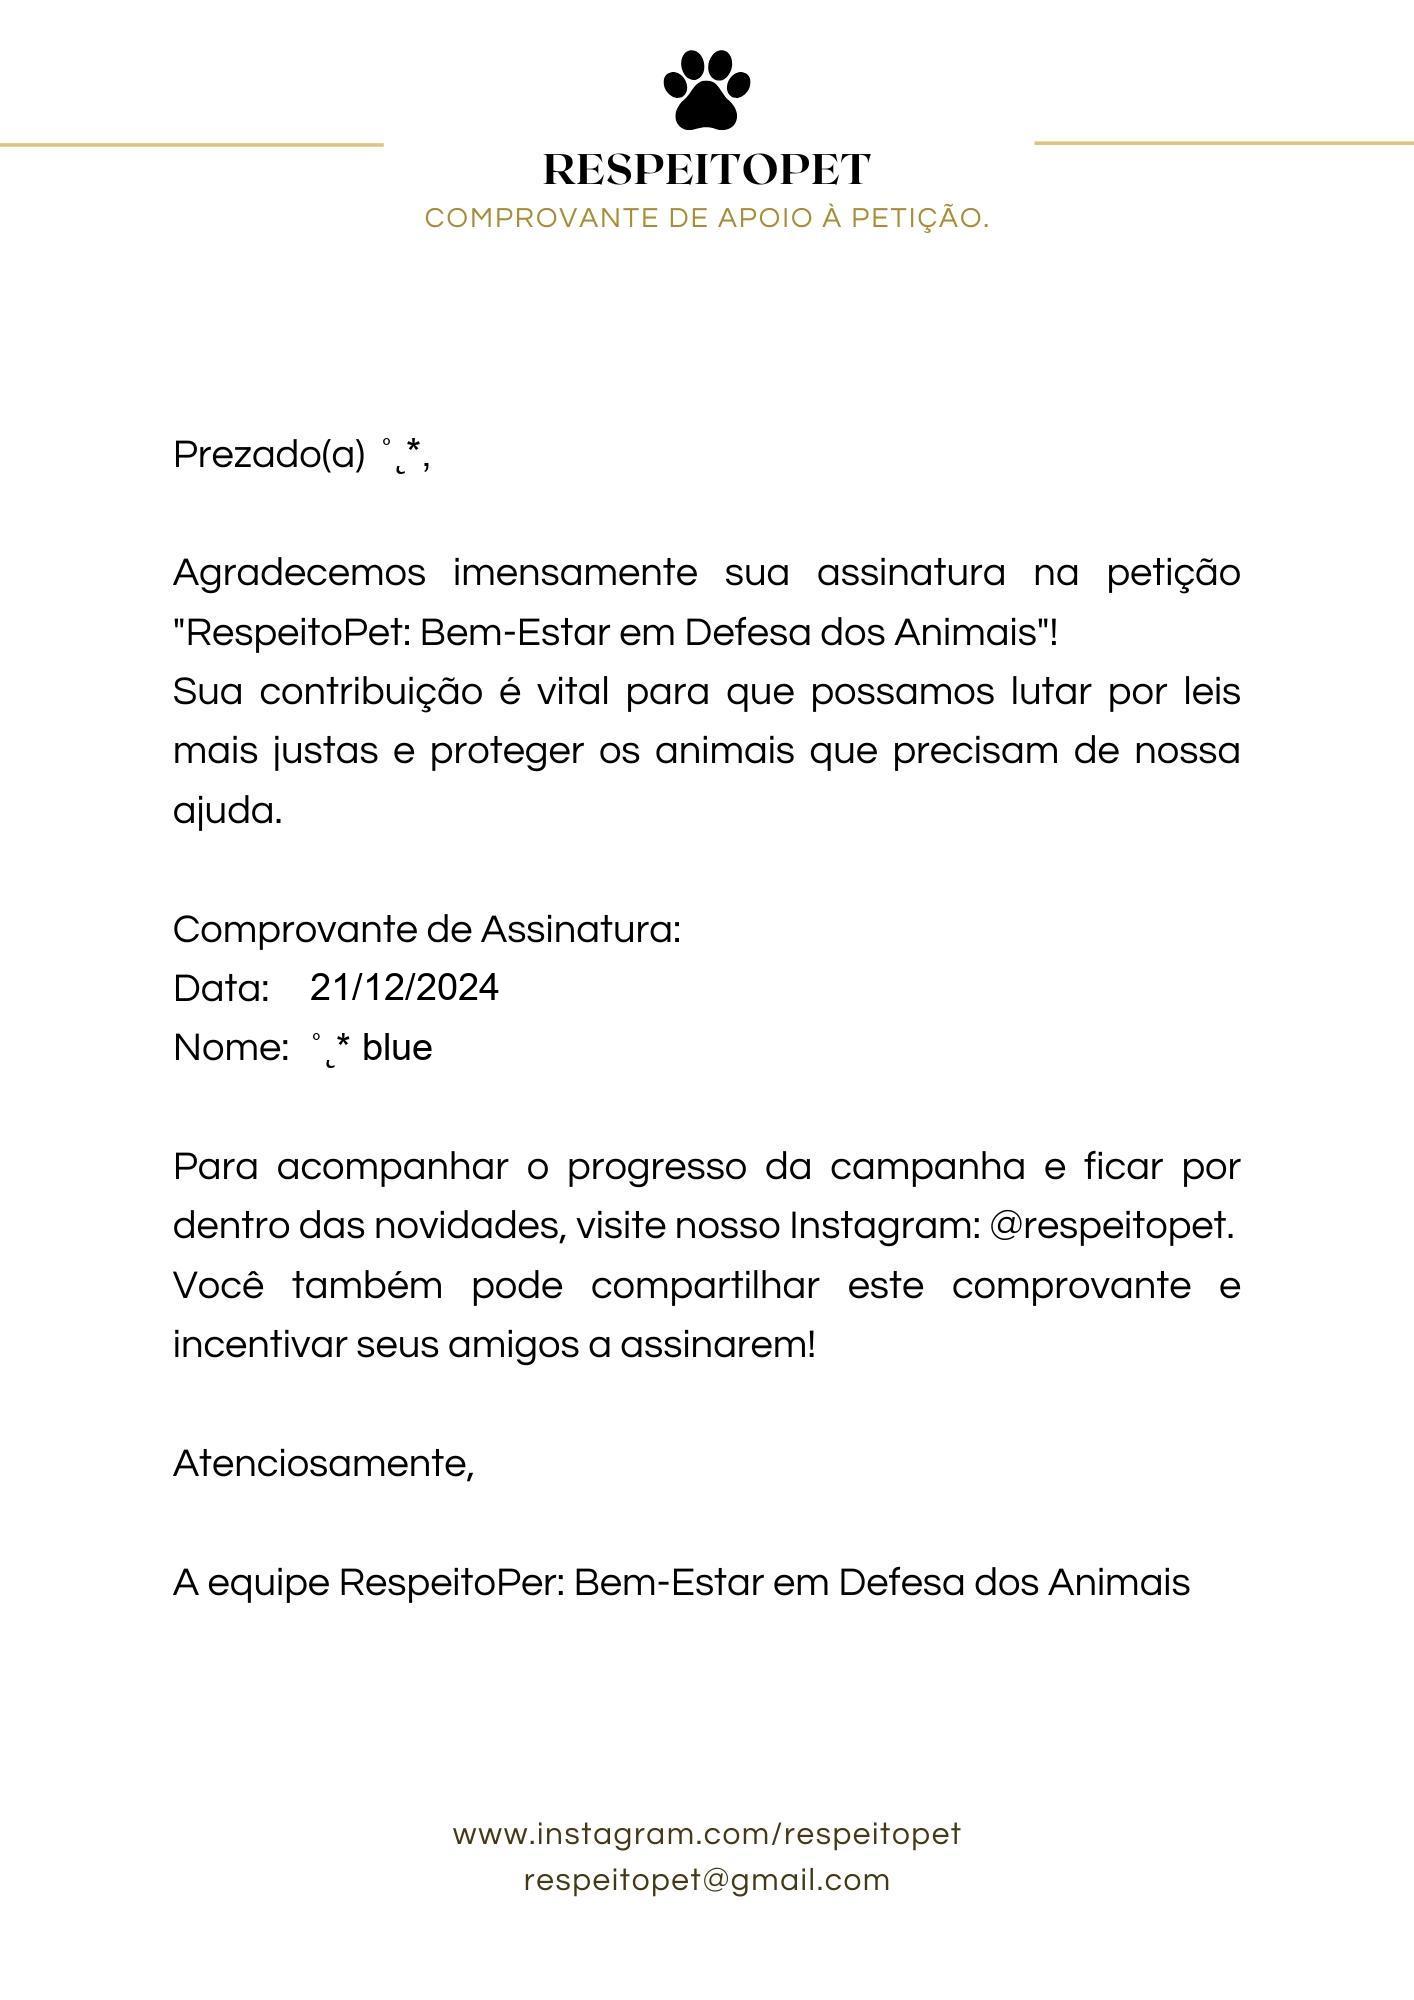 RESPEITOPET
COMPROVANTE DE APOIO À PETIÇÃO.
Prezado(a) ˚˛*,
Agradecemos imensamente sua assinatura na petição
"RespeitoPet: Bem-Estar em Defesa dos Animais"!
Sua contribuição é vital para que possamos lutar por leis
mais justas e proteger os animais que precisam de nossa
ajuda.
Comprovante de Assinatura:
Data: 21/12/2024
Nome: ˚˛* blue
Para acompanhar o progresso da campanha e ficar por
dentro das novidades, visite nosso Instagram: @respeitopet.
Você também pode compartilhar este comprovante e
incentivar seus amigos a assinarem!
Atenciosamente,
A equipe RespeitoPer: Bem-Estar em Defesa dos Animais
www.instagram.com/respeitopet
respeitopet@gmail.com